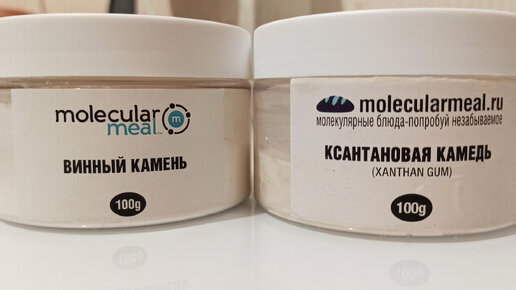 molecular
meal.ru
m
ВИННЫЙ КАМЕНЬ
100g
molecularmeal.ru
молекулярные блюда-попробуй незабываемое
КСАНТАНОВАЯ КАМЕДЬ
(XANTHAN GUM)
100g